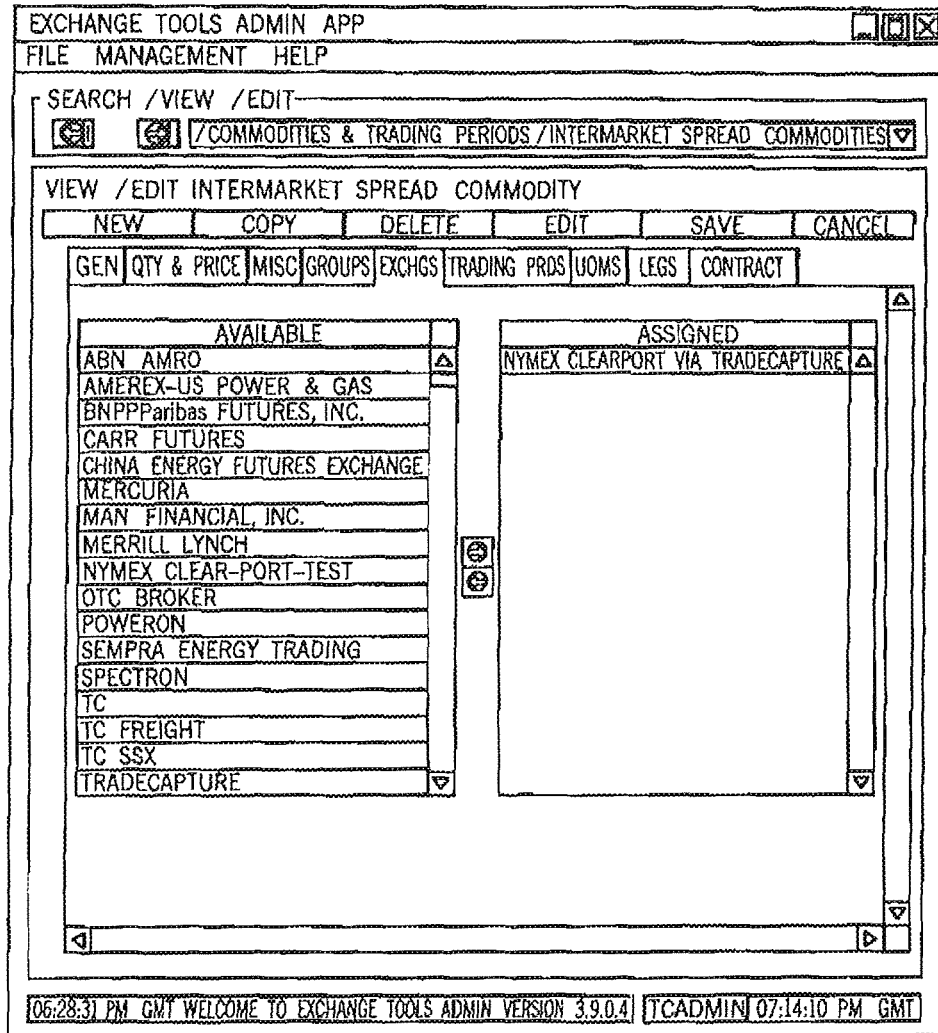 EXCHANGE TOOLS ADMIN APP
FILE MANAGEMENT HELP
SEARCH /VIEW /EDIT
/COMMODITIES & TRADING PERIODS/INTERMARKET SPREAD COMMODITIES
VIEW /EDIT INTERMARKET SPREAD COMMODITY
NEW COPY DELETE EDIT SAVE CANCEL
GEN QTY & PRICE MISC GROUPS EXCHGS TRADING PRDS UOMS LEGS CONTRACT
AVAILABLE
ABN AMRO
AMEREX-US POWER & GAS
BNPPParibas FUTURES, INC.
CARR FUTURES
CHINA ENERGY FUTURES EXCHANGE
MERCURIA
MAN FINANCIAL, INC.
MERRILL LYNCH
NYMEX CLEAR-PORT-TEST
OTC BROKER
POWERON
SEMPRA ENERGY TRADING
SPECTRON
TC
TC FREIGHT
TC SSX
TRADECAPTURE
ASSIGNED
NYMEX CLEARPORT VIA TRADECAPTURE
06:28:31 PM GMT WELCOME TO EXCHANGE TOOLS ADMIN VERSION 3.9.0.4 TCADMIN 07:14:10 PM GMT